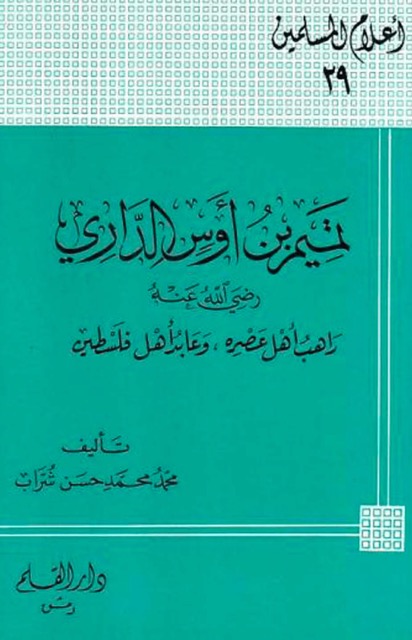 أعلام المسلمين
٢٩
تميم بن أوس الداري
رضي الله عنه
راهب أهل عصره، وعابد أهل فلسطين
تأليف
محمد محمد حسن شراب
دار القلم
دمشق